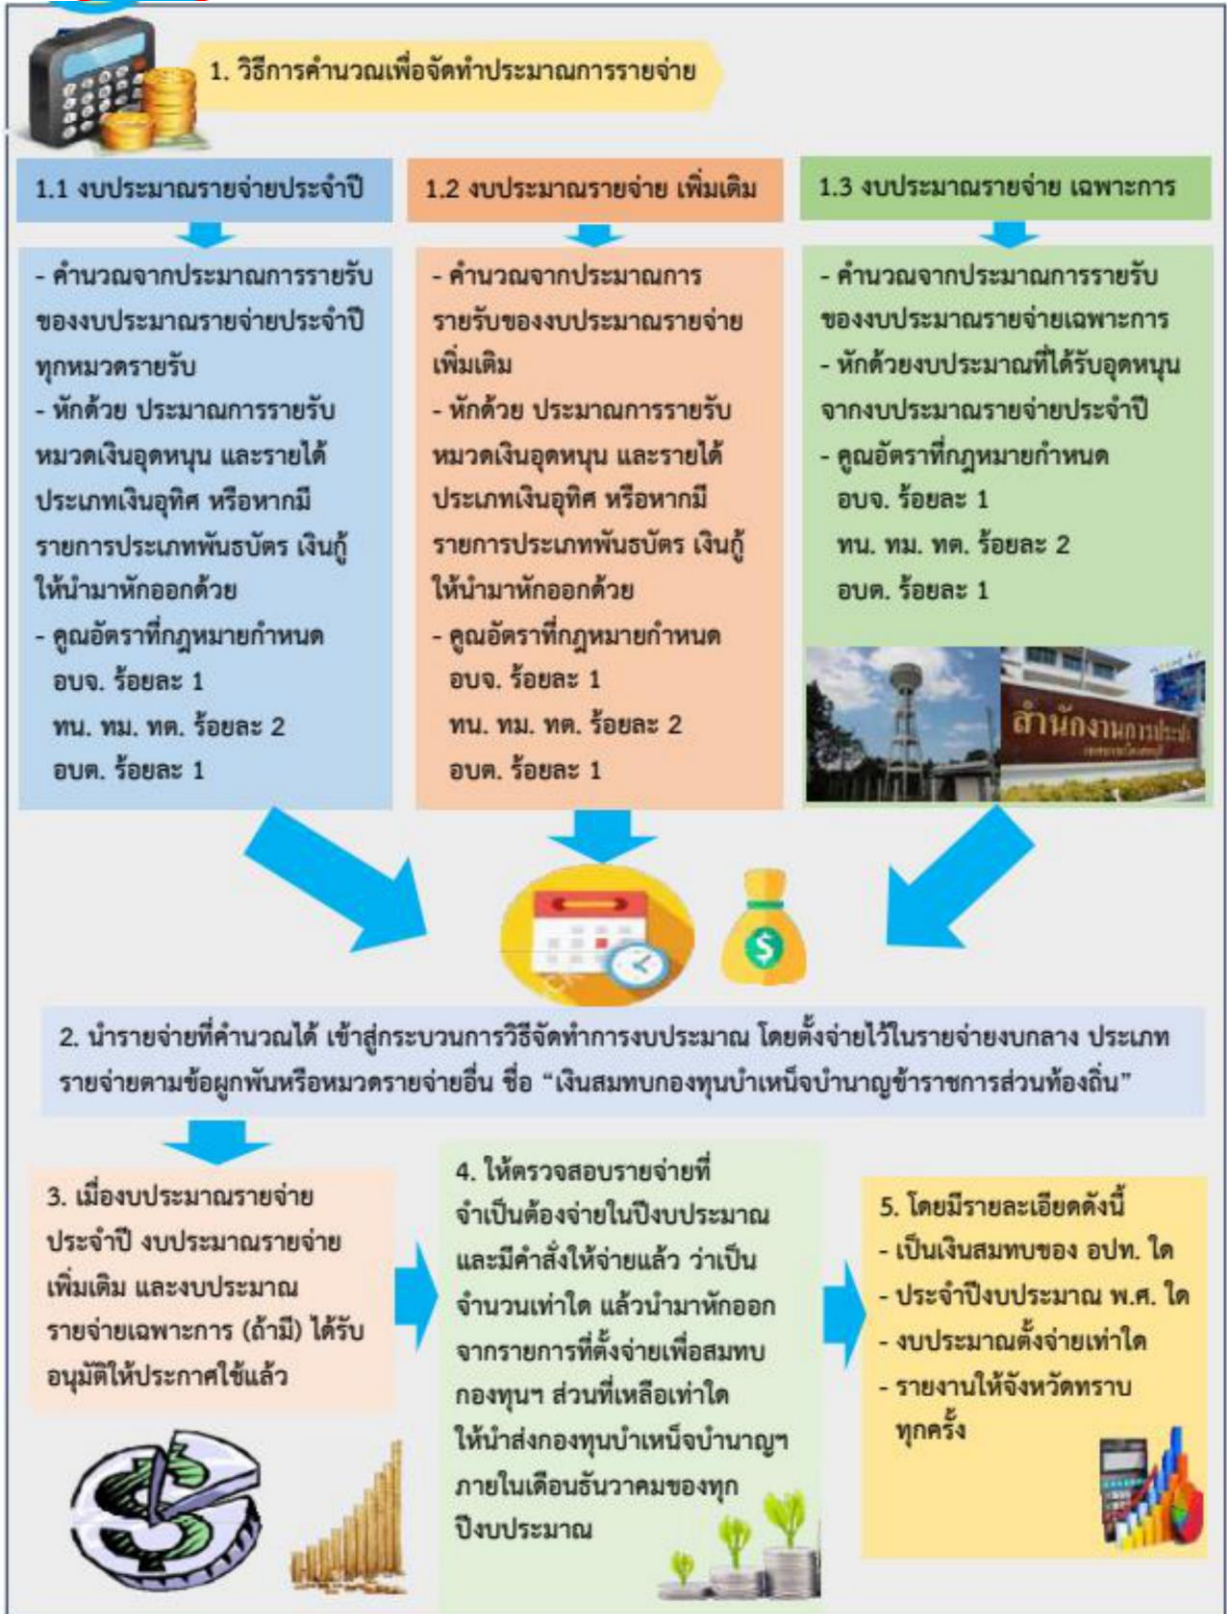 1. วิธีการคำนวณเพื่อจัดทำประมาณการรายจ่าย
1.1 งบประมาณรายจ่ายประจำปี
- คำนวณจากประมาณการรายรับ
ของงบประมาณรายจ่ายประจำปี
ทุกหมวดรายรับ
- หักด้วย ประมาณการรายรับ
หมวดเงินอุดหนุน และรายได้
ประเภทเงินอุทิศ หรือหากมี
รายการประเภทพันธบัตร เงินกู้
ให้นำมาหักออกด้วย
- คูณอัตราที่กฎหมายกำหนด
อบจ. ร้อยละ 1
ทน. ทม. ทต. ร้อยละ 2
อบต. ร้อยละ 1
1.2 งบประมาณรายจ่าย เพิ่มเติม
- คำนวณจากประมาณการ
รายรับของงบประมาณรายจ่าย
เพิ่มเติม
- หักด้วย ประมาณการรายรับ
หมวดเงินอุดหนุน และรายได้
ประเภทเงินอุทิศ หรือหากมี
รายการประเภทพันธบัตร เงินกู้
ให้นำมาหักออกด้วย
- คูณอัตราที่กฎหมายกำหนด
อบจ. ร้อยละ 1
ทน. ทม. ทต. ร้อยละ 2
อบต. ร้อยละ 1
1.3 งบประมาณรายจ่าย เฉพาะการ
- คำนวณจากประมาณการรายรับ
ของงบประมาณรายจ่ายเฉพาะการ
- หักด้วยงบประมาณที่ได้รับอุดหนุน
จากงบประมาณรายจ่ายประจำปี
- คูณอัตราที่กฎหมายกำหนด
อบจ. ร้อยละ 1
ทน. ทม. ทต. ร้อยละ 2
อบต. ร้อยละ 1
สำนักงานการประปา
2. นำรายจ่ายที่คำนวณได้ เข้าสู่กระบวนการวิธีจัดทำการงบประมาณ โดยตั้งจ่ายไว้ในรายจ่ายงบกลาง ประเภท
รายจ่ายตามข้อผูกพันหรือหมวดรายจ่ายอื่น ชื่อ “เงินสมทบกองทุนบำเหน็จบำนาญข้าราชการส่วนท้องถิ่น”
3. เมื่องบประมาณรายจ่าย
ประจำปี งบประมาณรายจ่าย
เพิ่มเติม และงบประมาณ
รายจ่ายเฉพาะการ (ถ้ามี) ได้รับ
อนุมัติให้ประกาศใช้แล้ว
4. ให้ตรวจสอบรายจ่ายที่
จำเป็นต้องจ่ายในปีงบประมาณ
และมีคำสั่งให้จ่ายแล้ว ว่าเป็น
จำนวนเท่าใด แล้วนำมาหักออก
จากรายการที่ตั้งจ่ายเพื่อสมทบ
กองทุนฯ ส่วนที่เหลือเท่าใด
ให้นำส่งกองทุนบำเหน็จบำนาญฯ
ภายในเดือนธันวาคมของทุก
ปีงบประมาณ
5. โดยมีรายละเอียดดังนี้
- เป็นเงินสมทบของ อปท. ใด
- ประจำปีงบประมาณ พ.ศ. ใด
- งบประมาณตั้งจ่ายเท่าใด
- รายงานให้จังหวัดทราบ
ทุกครั้ง